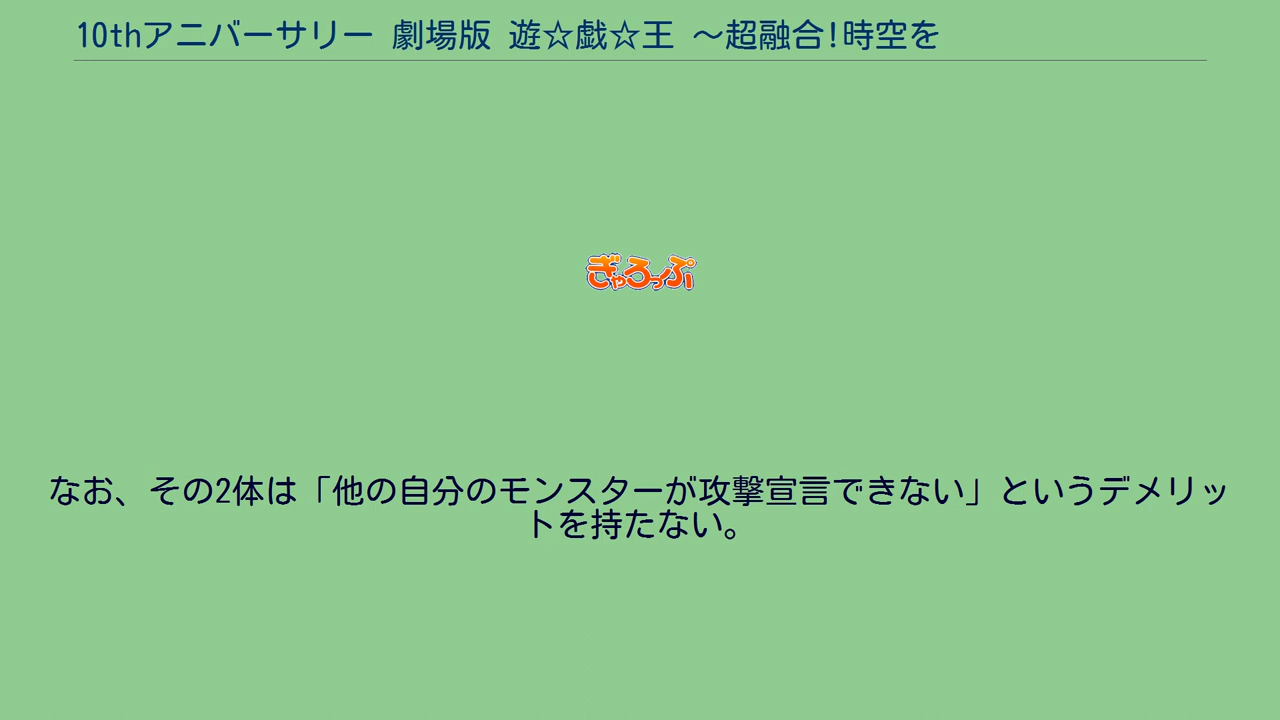 10thアニバーサリー 劇場版 遊☆戯☆王 ～超融合!時空を
ぎゃろっぷ
なお、その2体は「他の自分のモンスターが攻撃宣言できない」というデメリッ
トを持たない。